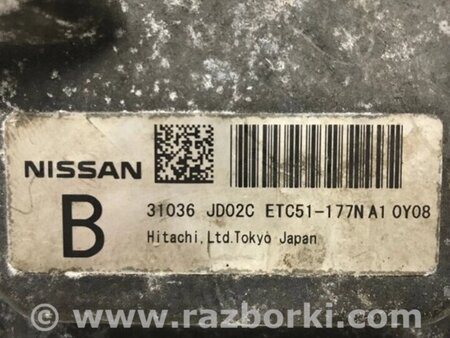 NISSAN
B
31036 JD02C ETC51-177N A1 0Y08
Hitachi,Ltd.Tokyo Japan
© www.razborki.com